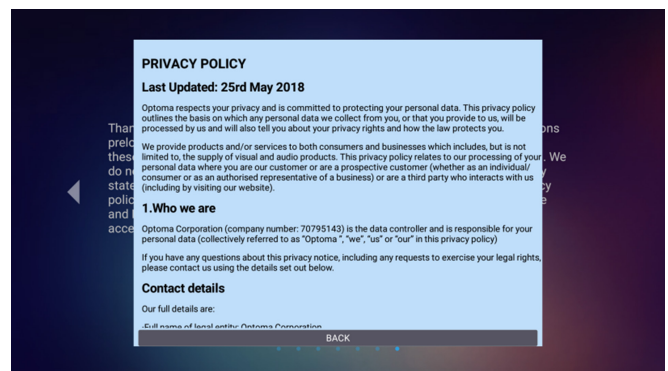 PRIVACY POLICY
Last Updated: 25rd May 2018
Optoma respects your privacy and is committed to protecting your personal data. This privacy policy
outlines the basis on which any personal data we collect from you, or that you provide to us, will be
processed by us and will also tell you about your privacy rights and how the law protects you.
We provide products and/or services to both consumers and businesses which includes, but is not
limited to, the supply of visual and audio products. This privacy policy relates to our processing of your
personal data where you are our customer or are a prospective customer (whether as an individual/
consumer or as an authorised representative of a business) or are a third party who interacts with us
(including by visiting our website).
1.Who we are
Optoma Corporation (company number: 70795143) is the data controller and is responsible for your
personal data (collectively referred to as “Optoma ”, “we”, “us” or “our” in this privacy policy)
If you have any questions about this privacy notice, including any requests to exercise your legal rights,
please contact us using the details set out below.
Contact details
Our full details are:
-Full name of legal entity: Optoma Corporation
BACK